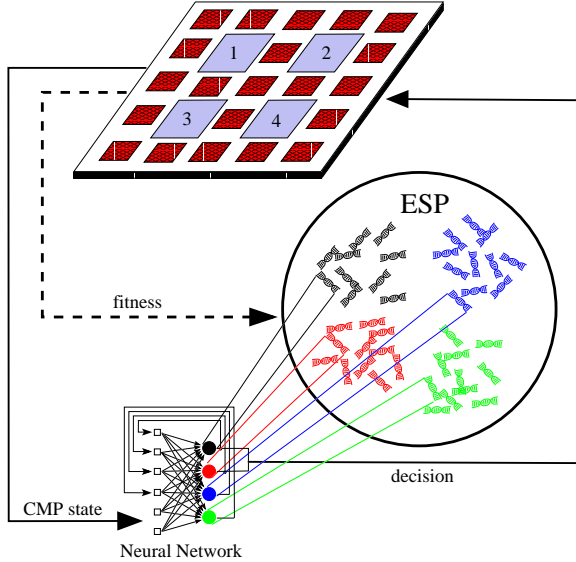 1
2
3
4
ESP
fitness
decision
CMP state
Neural Network